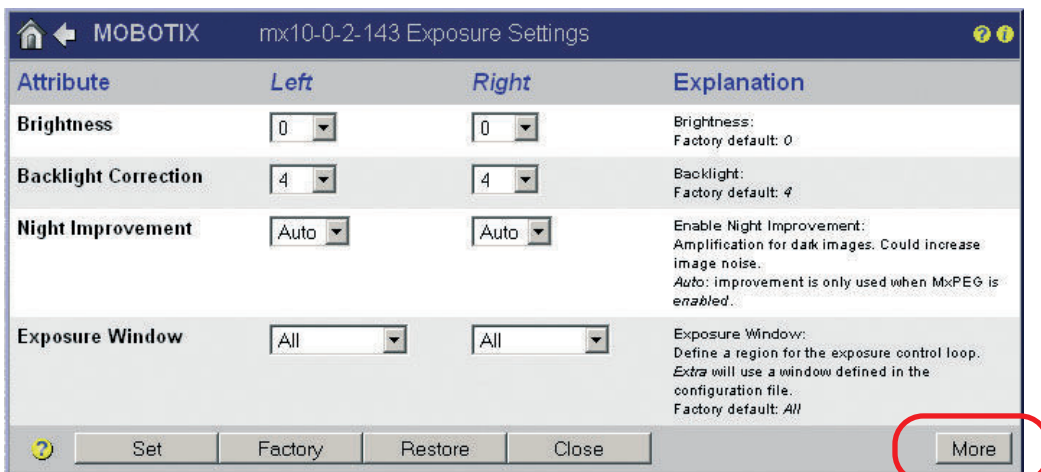 MOBOTIX mx10-0-2-143 Exposure Settings ? i
Attribute Left Right Explanation
Brightness 0 0 Brightness:
Factory default: 0
Backlight Correction 4 4 Backlight:
Factory default: 4
Night Improvement Auto Auto Enable Night Improvement:
Amplification for dark images. Could increase
image noise.
Auto: improvement is only used when MxPEG is
enabled.
Exposure Window All All Exposure Window:
Define a region for the exposure control loop.
Extra will use a window defined in the
configuration file.
Factory default: All
? Set Factory Restore Close More